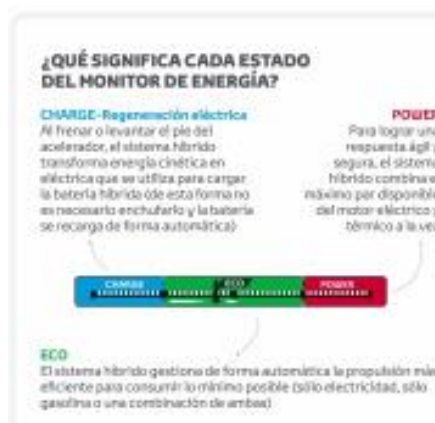 ¿QUÉ SIGNIFICA CADA ESTADO
DEL MONITOR DE ENERGÍA?
CHARGE-Regeneración eléctrica
Al frenar o levantar el pie del
acelerador, el sistema híbrido
transforma energía cinética en
eléctrica que se utiliza para cargar
la batería híbrida (de esta forma no
es necesario enchufarlo y la batería
se recarga de forma automática)
POWER
Para lograr una
respuesta ágil y
segura, el sistema
híbrido combina e
máximo par disponible
del motor eléctrico y
térmico a la vez
CHARGE ECO POWER
ECO
El sistema híbrido gestiona de forma automática la propulsión más
eficiente para consumir lo mínimo posible (sólo electricidad, sólo
gasolina o una combinación de ambas)